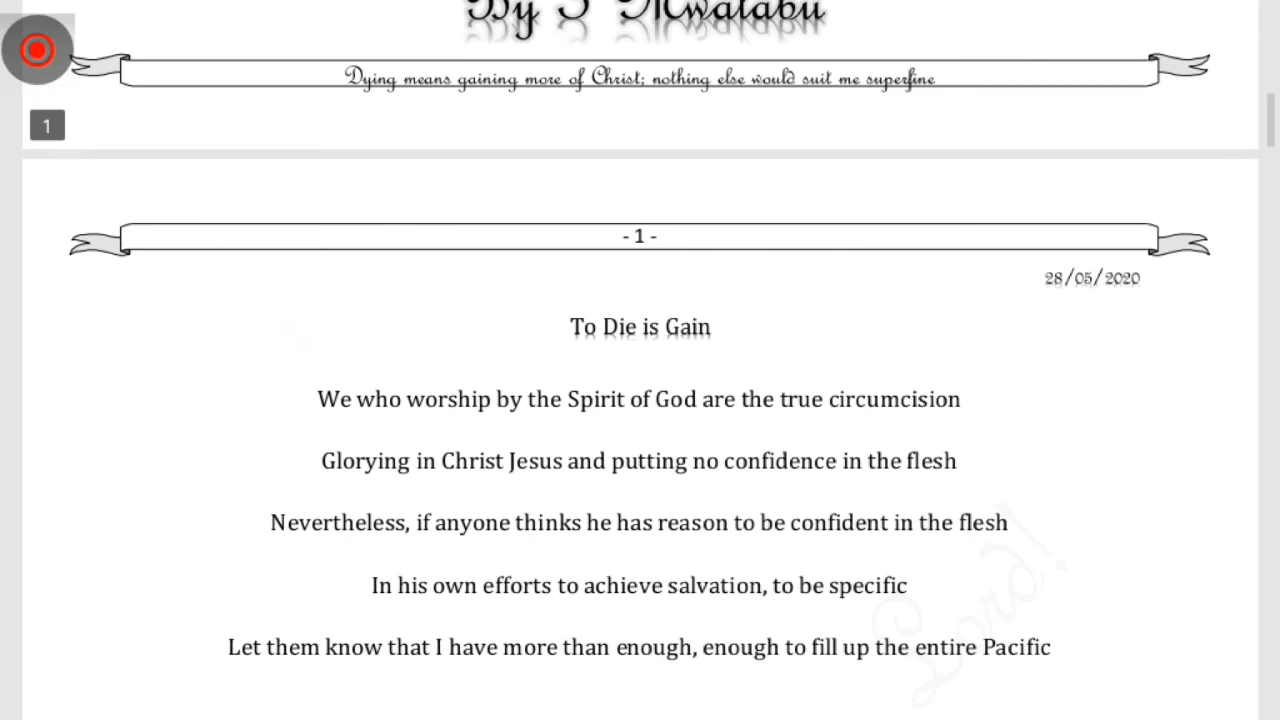 By S Mwatabu
Dying means gaining more of Christ; nothing else would suit me superfine
1
- 1 -
28/05/2020
To Die is Gain
We who worship by the Spirit of God are the true circumcision
Glorying in Christ Jesus and putting no confidence in the flesh
Nevertheless, if anyone thinks he has reason to be confident in the flesh
In his own efforts to achieve salvation, to be specific
Let them know that I have more than enough, enough to fill up the entire Pacific
Lord!